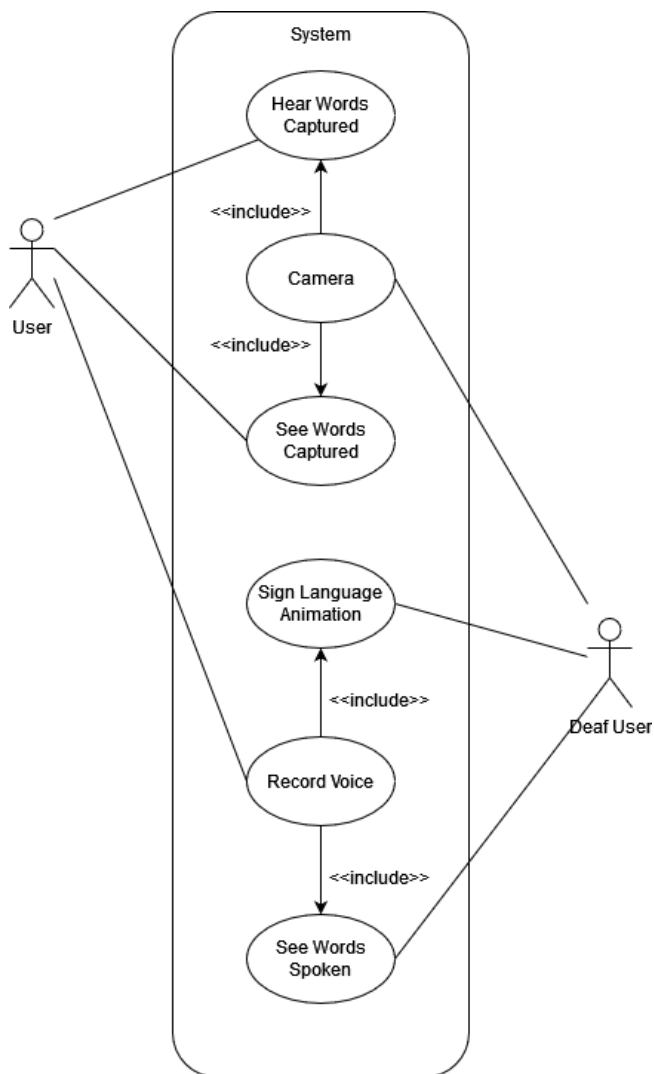 System
Hear Words
Captured
<<include>>
Camera
User
<<include>>
See Words
Captured
Sign Language
Animation
<<include>>
Deaf User
Record Voice
<<include>>
See Words
Spoken